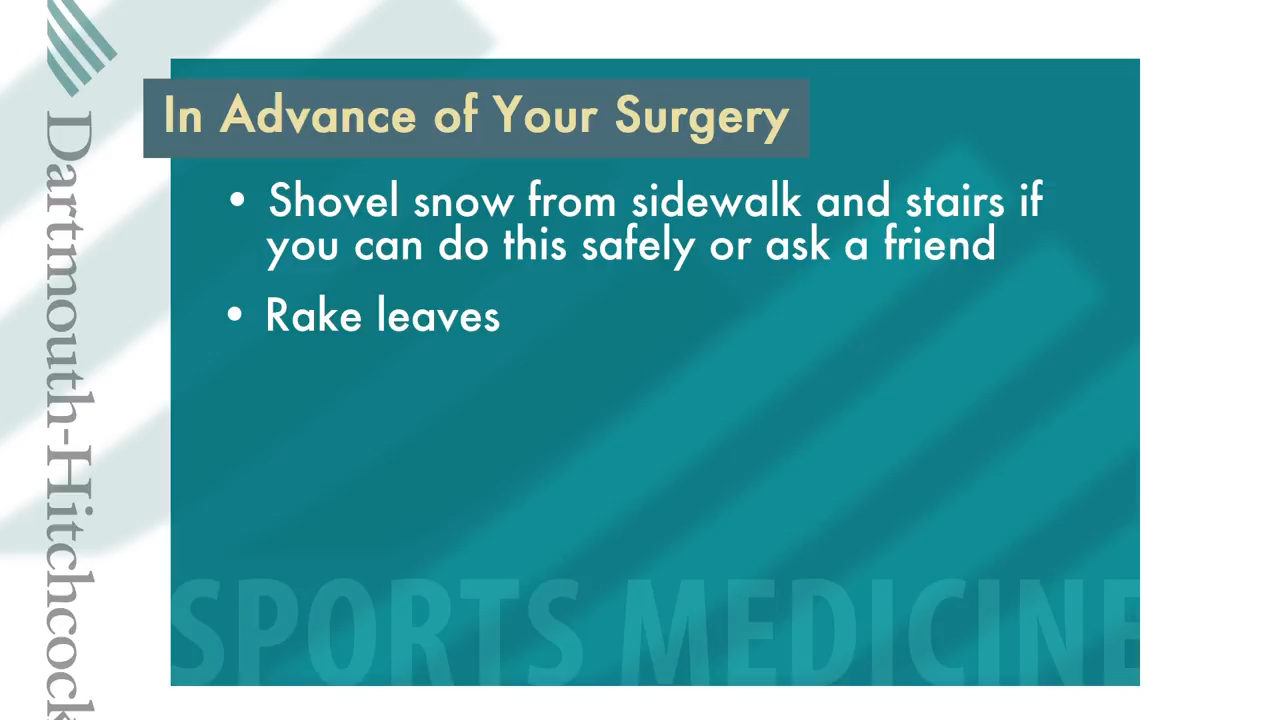 In Advance of Your Surgery
• Shovel snow from sidewalk and stairs if
you can do this safely or ask a friend
• Rake leaves
SPORTS MEDICINE
Dartmouth-Hitchcock